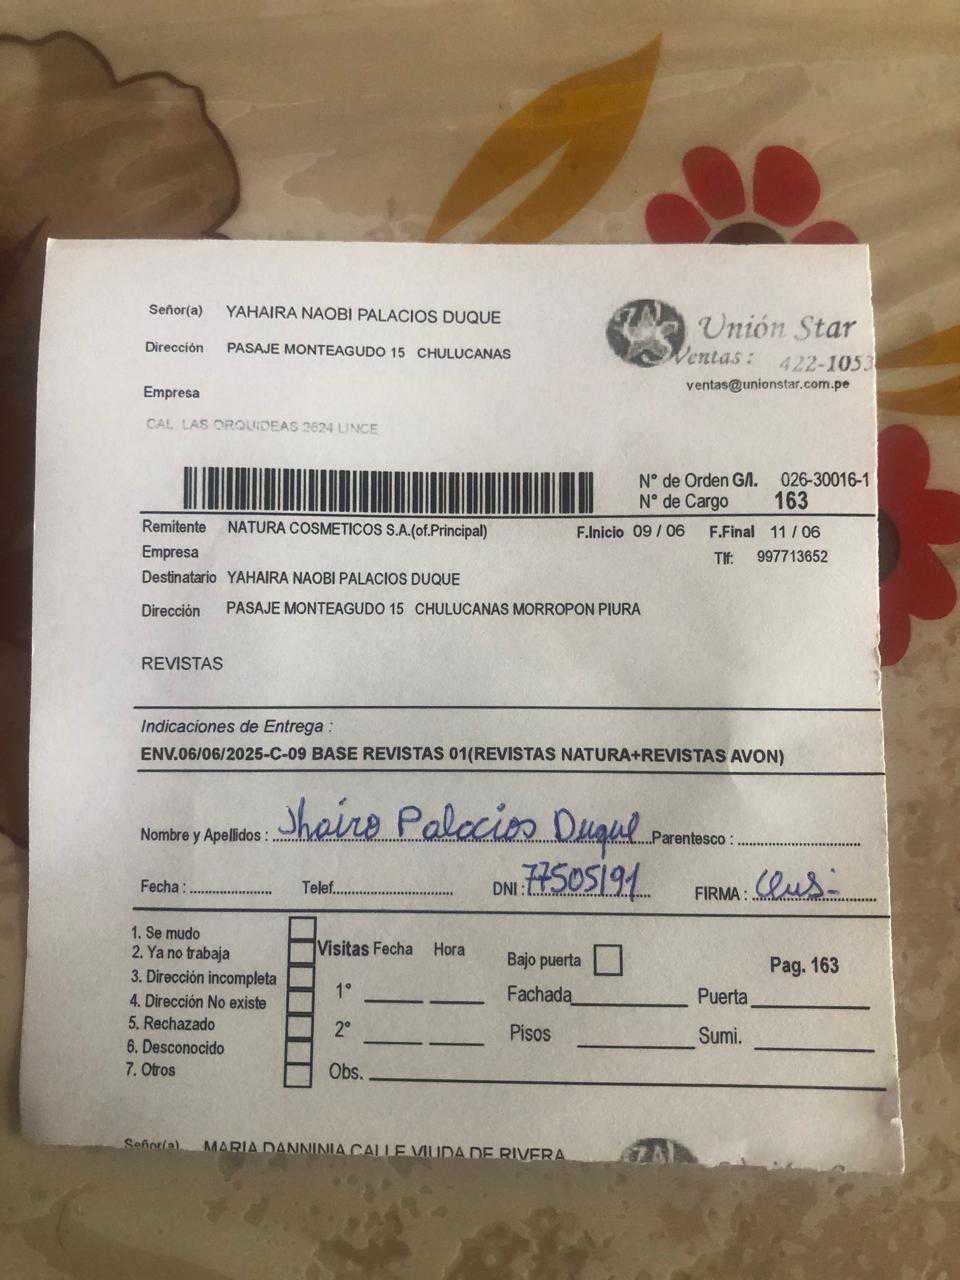 Señor(a) YAHAIRA NAOBI PALACIOS DUQUE
Dirección PASAJE MONTEAGUDO 15 CHULUCANAS
Empresa
CAL. LAS ORQUIDEAS 2624 LINCE
Unión Star
Ventas : 422-1053
ventas@unionstar.com.pe
N° de Orden G/I. 026-30016-1
N° de Cargo 163
Remitente NATURA COSMETICOS S.A.(of.Principal) F.Inicio 09 / 06 F.Final 11 / 06
Empresa Tlf: 997713652
Destinatario YAHAIRA NAOBI PALACIOS DUQUE
Dirección PASAJE MONTEAGUDO 15 CHULUCANAS MORROPON PIURA
REVISTAS
Indicaciones de Entrega :
ENV.06/06/2025-C-09 BASE REVISTAS 01(REVISTAS NATURA+REVISTAS AVON)
Nombre y Apellidos : Jhairo Palacios Duque Parentesco :
Fecha : Telef. DNI : 77505191 FIRMA :
1. Se mudo
2. Ya no trabaja
3. Dirección incompleta
4. Dirección No existe
5. Rechazado
6. Desconocido
7. Otros
Visitas Fecha Hora
1°
2°
Obs.
Bajo puerta
Fachada Puerta
Pisos Sumi.
Pag. 163
Señor(a) MARIA DANNINIA CALLE VIUDA DE RIVERA